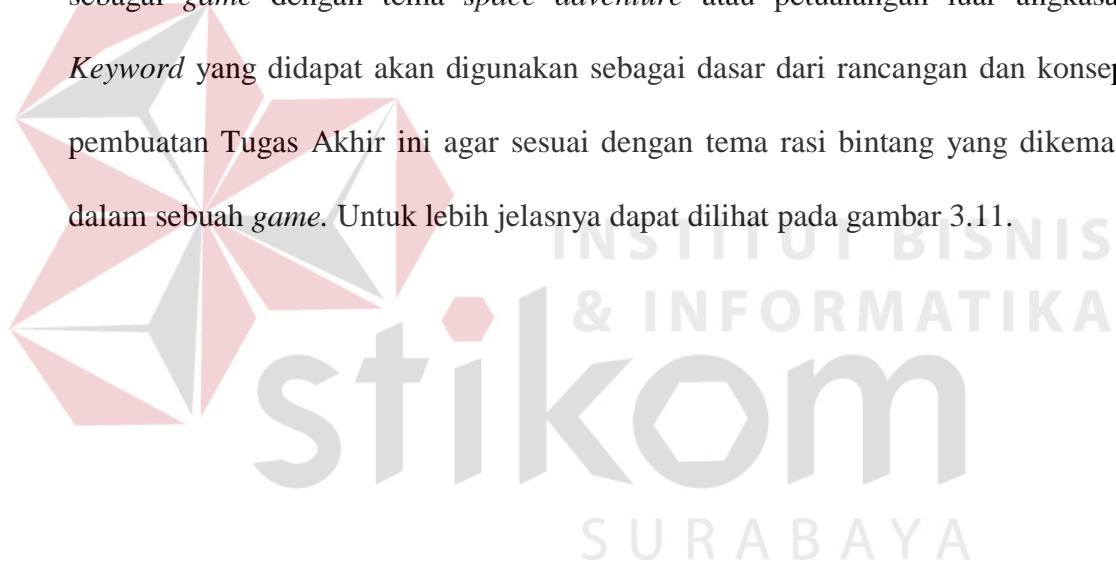 sebagai game dengan tema space adventure atau petualangan luar angkasa
Keyword yang didapat akan digunakan sebagai dasar dari rancangan dan konsep
pembuatan Tugas Akhir ini agar sesuai dengan tema rasi bintang yang dikema
dalam sebuah game. Untuk lebih jelasnya dapat dilihat pada gambar 3.11.
INSTITUT BISNIS
& INFORMATIKA
stikom
SURABAYA